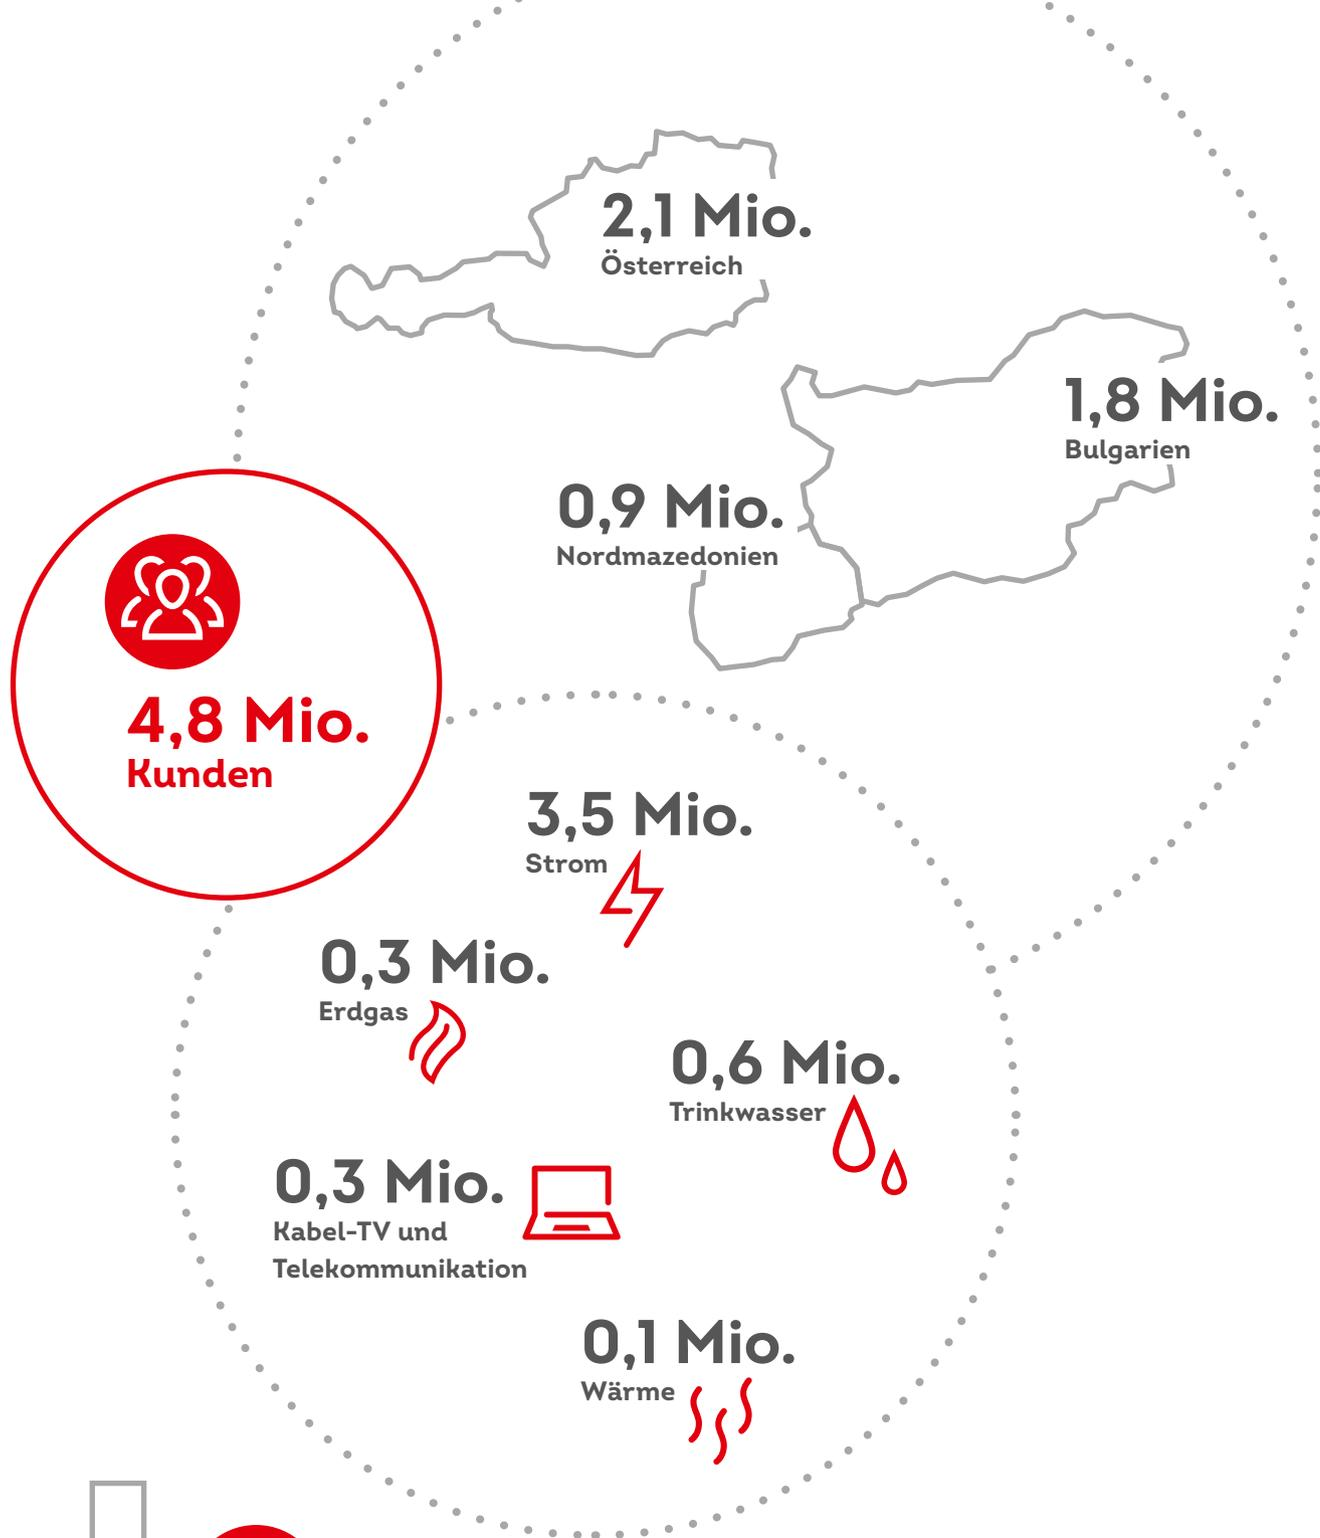 2,1 Mio.
Österreich
1,8 Mio.
Bulgarien
0,9 Mio.
Nordmazedonien
4,8 Mio.
Kunden
3,5 Mio.
Strom
0,3 Mio.
Erdgas
0,6 Mio.
Trinkwasser
0,3 Mio.
Kabel-TV und
Telekommunikation
0,1 Mio.
Wärme